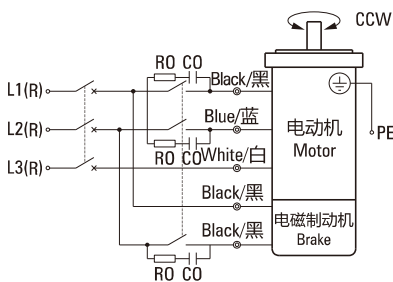 CCW
RO CO
Black/黑
L1(R)
Blue/蓝
L2(R)
电动机
Motor
PE
RO CO
White/白
L3(R)
Black/黑
电磁制动机
Brake
Black/黑
RO CO